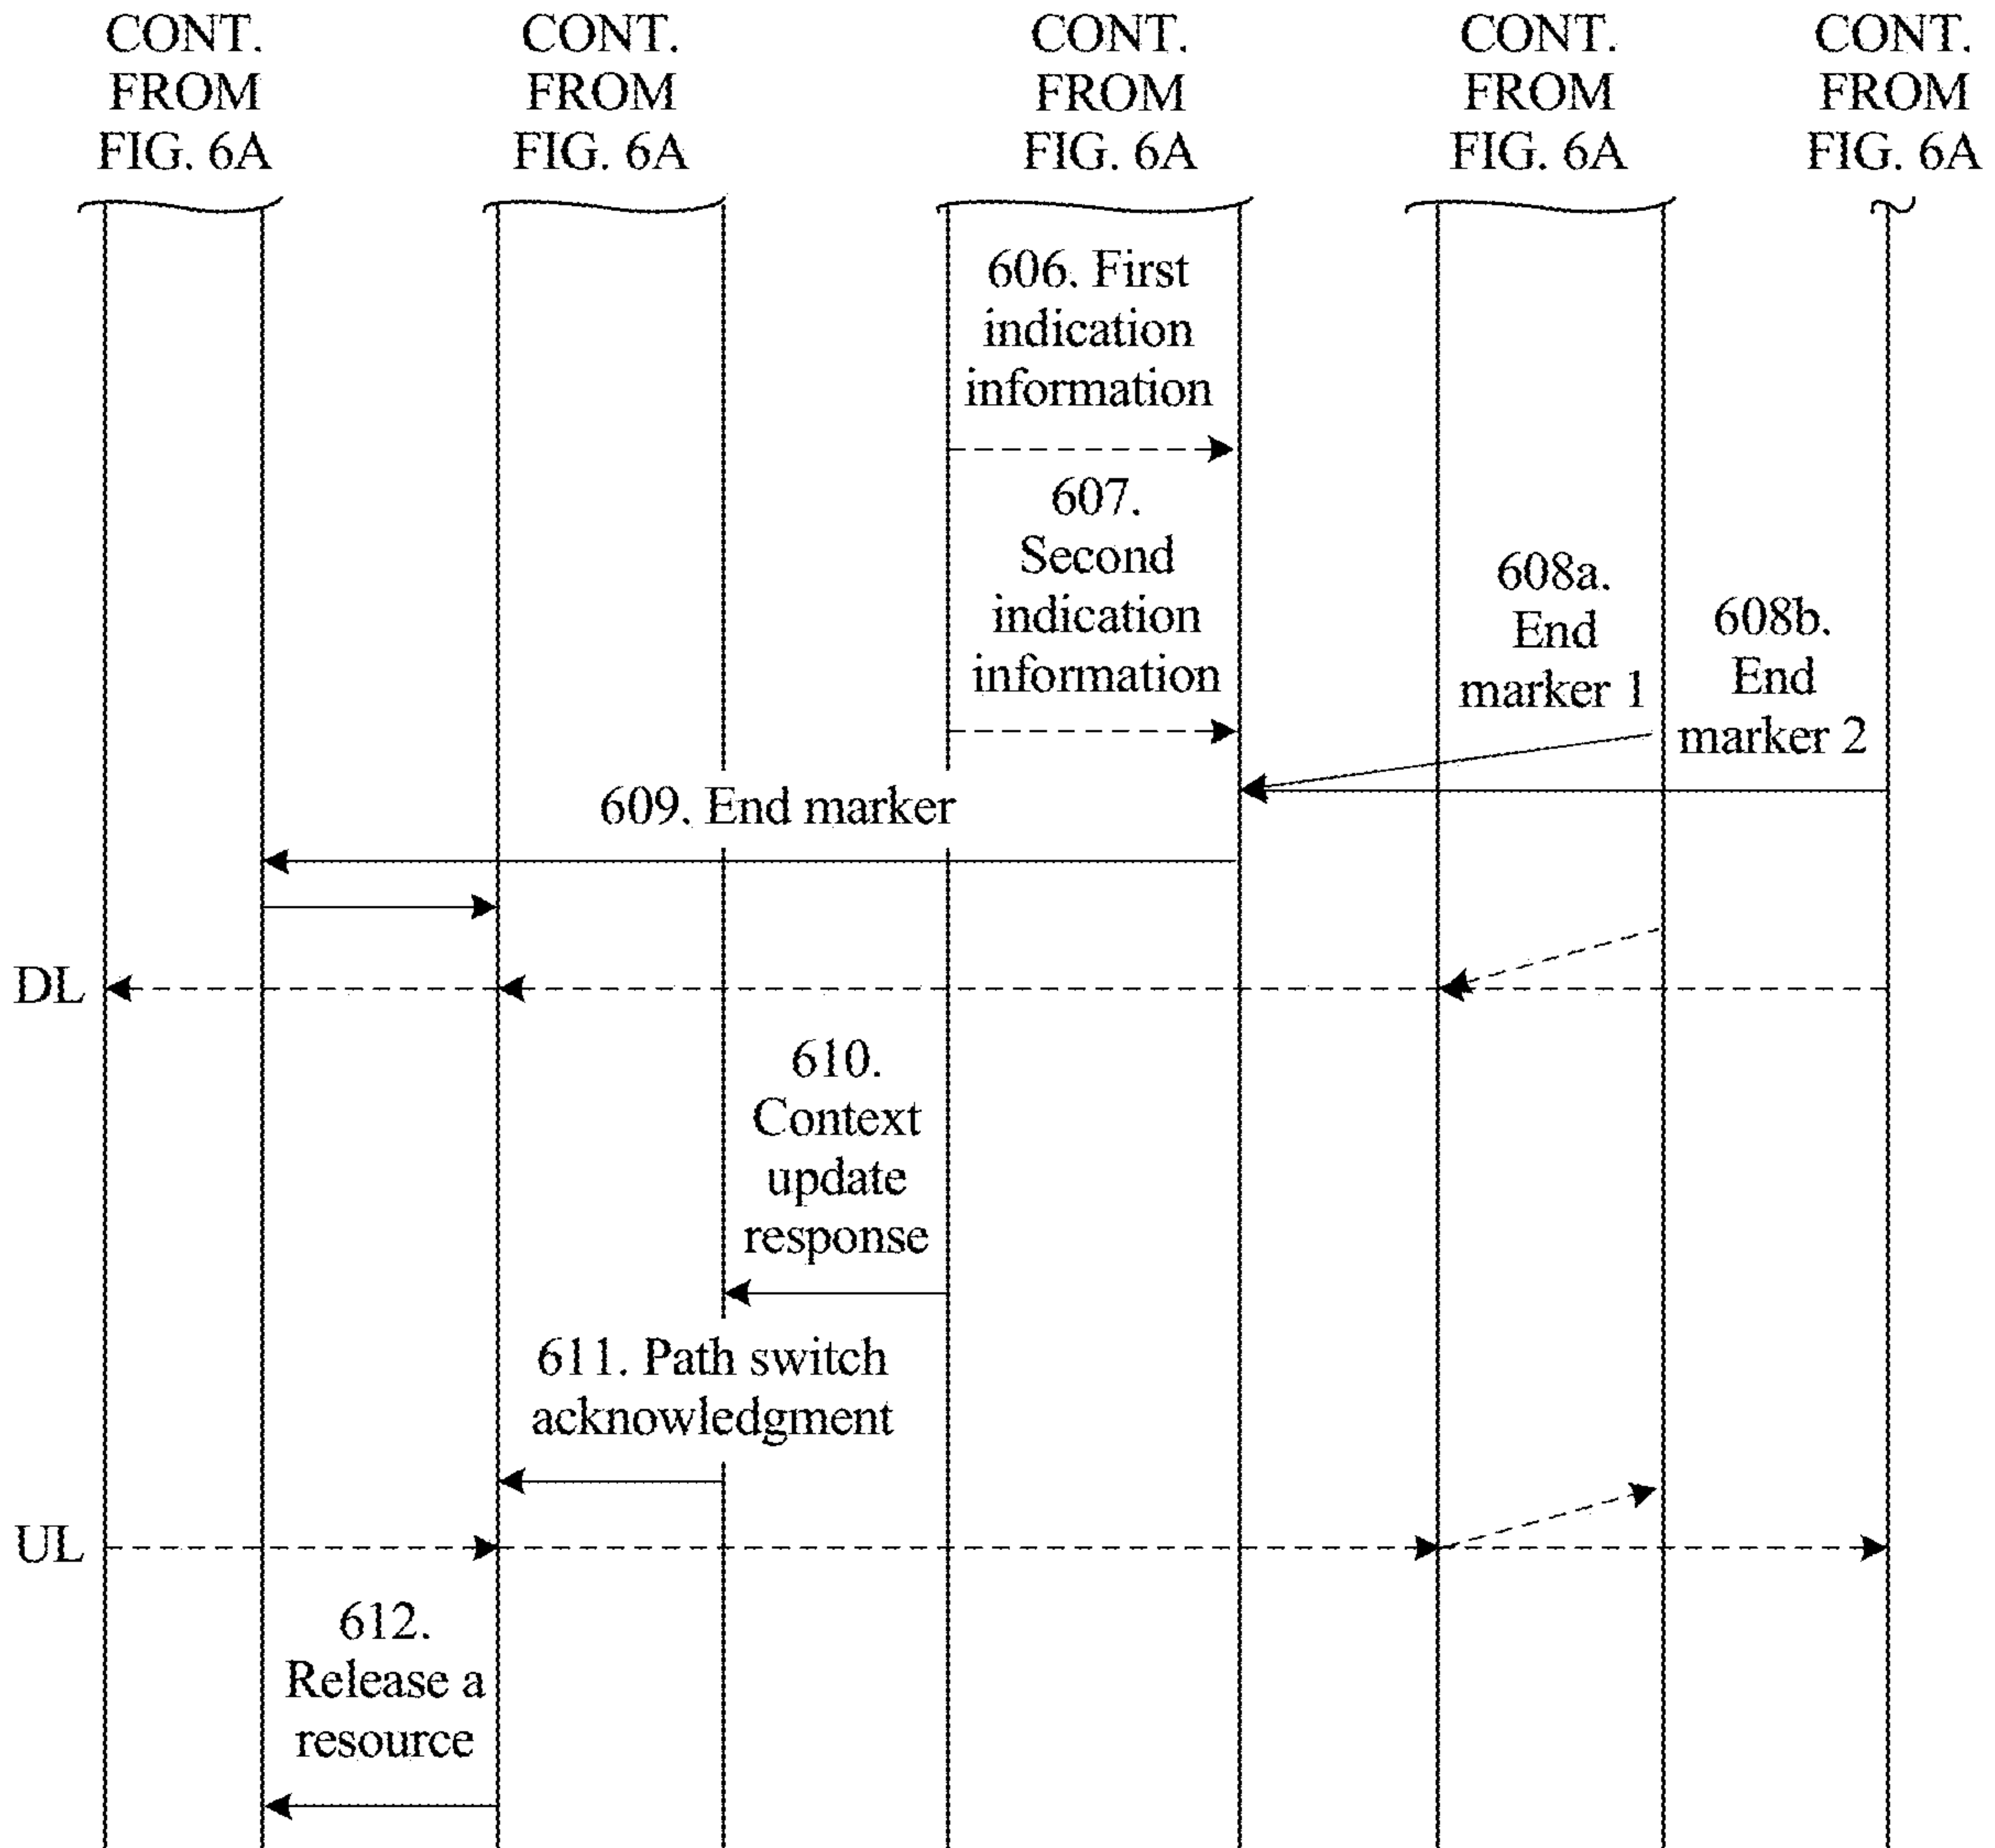 CONT.
FROM
FIG. 6A
CONT.
FROM
FIG. 6A
CONT.
FROM
FIG. 6A
CONT.
FROM
FIG. 6A
CONT.
FROM
FIG. 6A
606. First
indication
information
607.
Second
indication
information
608a.
End
marker 1
608b.
End
marker 2
609. End marker
DL
610.
Context
update
response
611. Path switch
acknowledgment
UL
612.
Release a
resource